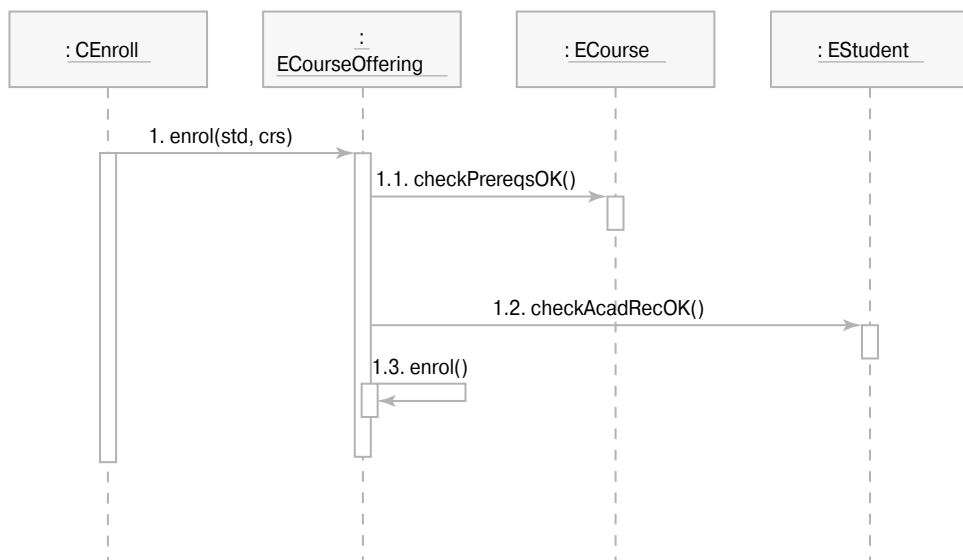 : CEnroll
:
ECourseOffering
: ECourse
: EStudent
1. enrol(std, crs)
1.1. checkPrereqsOK()
1.2. checkAcadRecOK()
1.3. enrol()